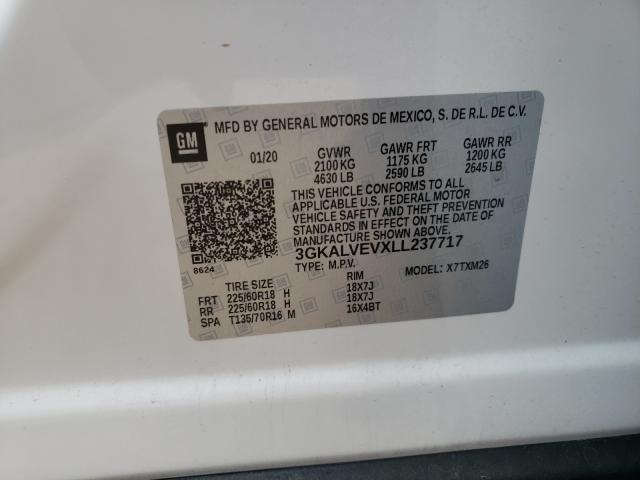 GM
MFD BY GENERAL MOTORS DE MEXICO, S. DE R.L. DE C.V.
01/20 GVWR GAWR FRT GAWR RR
2100 KG 1175 KG 1200 KG
4630 LB 2590 LB 2645 LB
THIS VEHICLE CONFORMS TO ALL
APPLICABLE U.S. FEDERAL MOTOR
VEHICLE SAFETY AND THEFT PREVENTION
STANDARDS IN EFFECT ON THE DATE OF
MANUFACTURE SHOWN ABOVE.
8624
3GKALVEVXLL237717
TYPE: M.P.V. MODEL: X7TXM26
TIRE SIZE RIM
FRT 225/60R18 H 18X7J
RR 225/60R18 H 18X7J
SPA T135/70R16 M 16X4BT